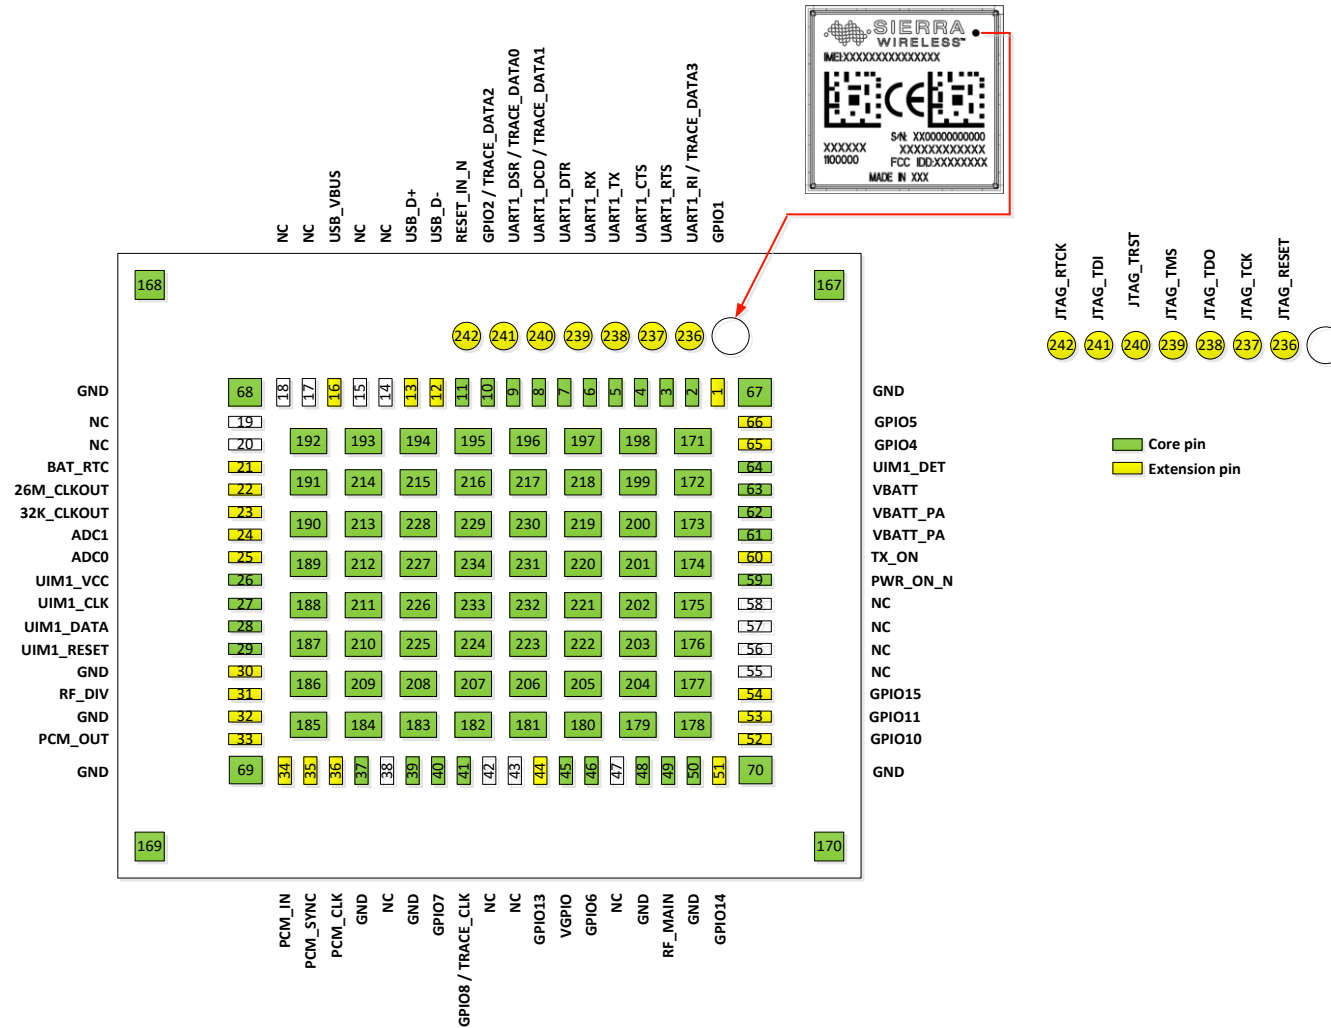 SIERRA
WIRELESS™
IMEI:XXXXXXXXXXXXXXX
CE
S/N: XX00000000000
XXXXXX XXXXXXXXXXXX
1100000 FCC IDD:XXXXXXXX
MADE IN XXX
NC
NC
USB_VBUS
NC
NC
USB_D+
USB_D-
RESET_IN_N
GPIO2 / TRACE_DATA2
UART1_DSR / TRACE_DATA0
UART1_DCD / TRACE_DATA1
UART1_DTR
UART1_RX
UART1_TX
UART1_CTS
UART1_RTS
UART1_RI / TRACE_DATA3
GPIO1
JTAG_RTCK
JTAG_TDI
JTAG_TRST
JTAG_TMS
JTAG_TDO
JTAG_TCK
JTAG_RESET
242 241 240 239 238 237 236
168 167
242 241 240 239 238 237 236
GND 68 18 17 16 15 14 13 12 11 10 9 8 7 6 5 4 3 2 1 67 GND
NC 19 66 GPIO5
NC 20 65 GPIO4
BAT_RTC 21 64 UIM1_DET
26M_CLKOUT 22 63 VBATT
32K_CLKOUT 23 62 VBATT_PA
ADC1 24 61 VBATT_PA
ADC0 25 60 TX_ON
UIM1_VCC 26 59 PWR_ON_N
UIM1_CLK 27 58 NC
UIM1_DATA 28 57 NC
UIM1_RESET 29 56 NC
GND 30 55 NC
RF_DIV 31 54 GPIO15
GND 32 53 GPIO11
PCM_OUT 33 52 GPIO10
192 193 194 195 196 197 198 171
191 214 215 216 217 218 199 172
190 213 228 229 230 219 200 173
189 212 227 234 231 220 201 174
188 211 226 233 232 221 202 175
187 210 225 224 223 222 203 176
186 209 208 207 206 205 204 177
185 184 183 182 181 180 179 178
GND 69 34 35 36 37 38 39 40 41 42 43 44 45 46 47 48 49 50 51 70 GND
169 170
PCM_IN
PCM_SYNC
PCM_CLK
GND
NC
GND
GPIO7
GPIO8 / TRACE_CLK
NC
NC
GPIO13
VGPIO
GPIO6
NC
GND
RF_MAIN
GND
GPIO14
Core pin
Extension pin